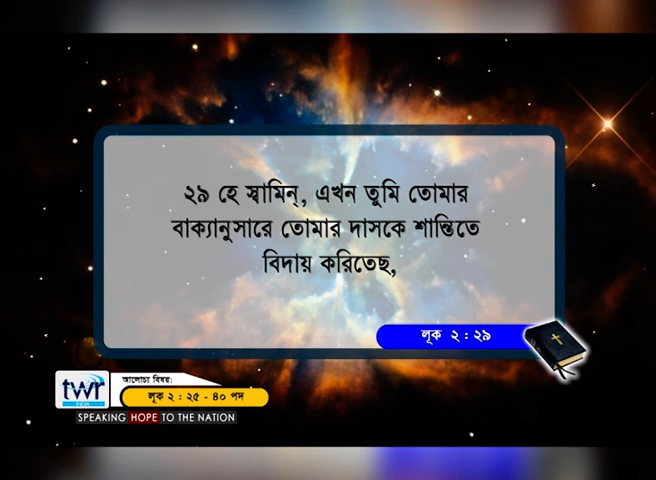 ২৯ হে স্বামিন্, এখন তুমি তোমার
বাক্যানুসারে তোমার দাসকে শান্তিতে
বিদায় করিতেছ,
লূক ২ : ২৯
twr
আলোচ্য বিষয়:
লূক ২ : ২৫ - ৪০ পদ
SPEAKING HOPE TO THE NATION